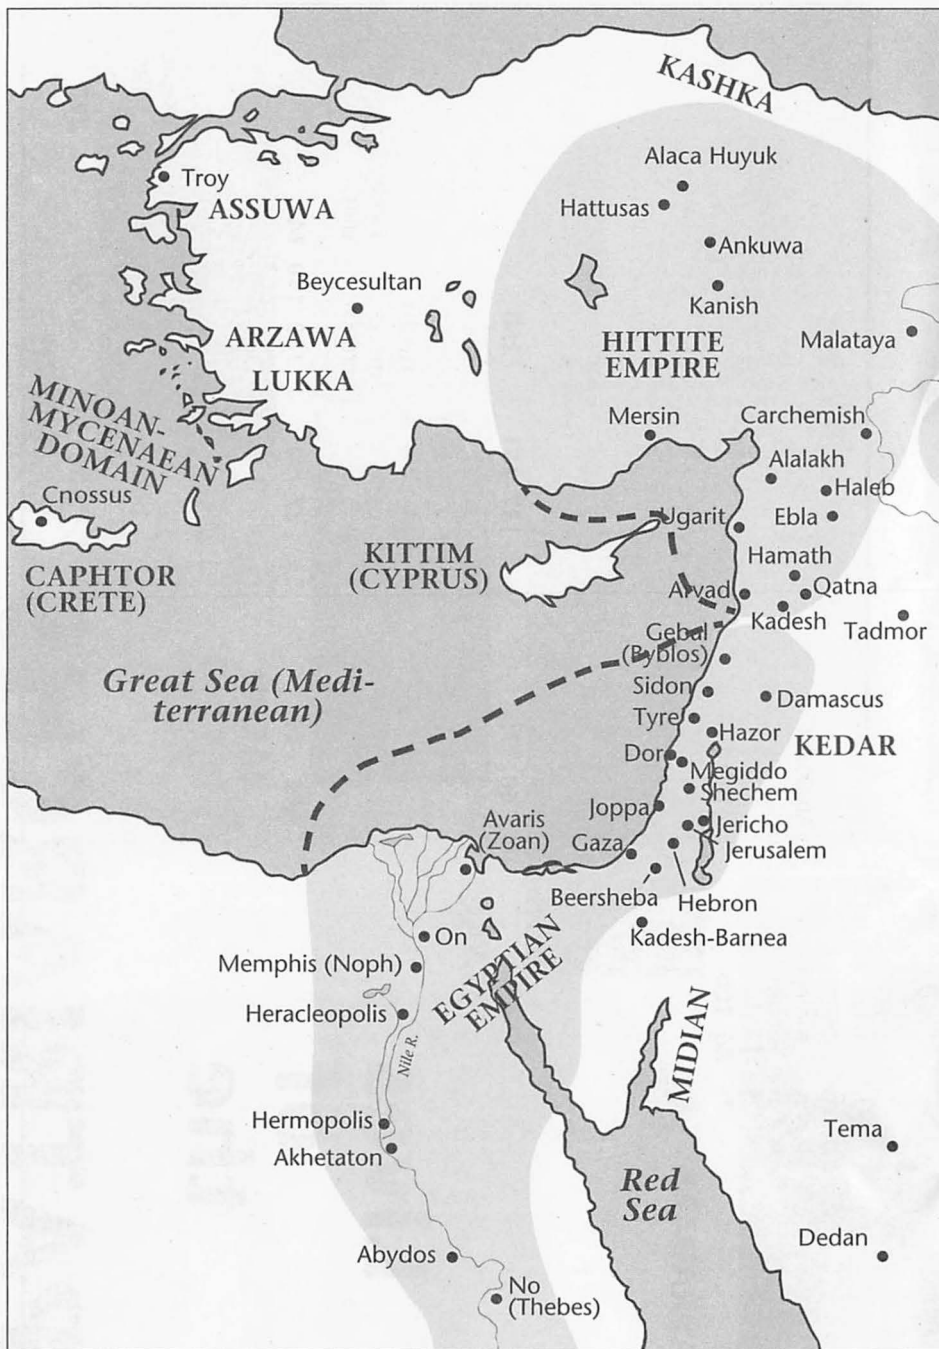 KASHKA
Alaca Huyuk
Troy
ASSUWA
Hattusas
Ankuwa
Beycesultan
Kanish
ARZAWA
HITTITE
EMPIRE
Malataya
LUKKA
MINOAN-
MYCENAEAN
DOMAIN
Mersin
Carchemish
Alalakh
Haleb
Cnossus
Ugarit
Ebla
KITTIM
(CYPRUS)
Hamath
CAPHTOR
(CRETE)
Arvad
Qatna
Kadesh
Tadmor
Gebal
(Byblos)
Great Sea (Medi-
terranean)
Sidon
Damascus
Tyre
Hazor
KEDAR
Dor
Megiddo
Shechem
Joppa
Avaris
(Zoan)
Jericho
Gaza
Jerusalem
Beersheba
Hebron
On
Kadesh-Barnea
EGYPTIAN
EMPIRE
Memphis (Noph)
Heracleopolis
Nile R.
MIDIAN
Hermopolis
Tema
Akhetaton
Red
Sea
Dedan
Abydos
No
(Thebes)